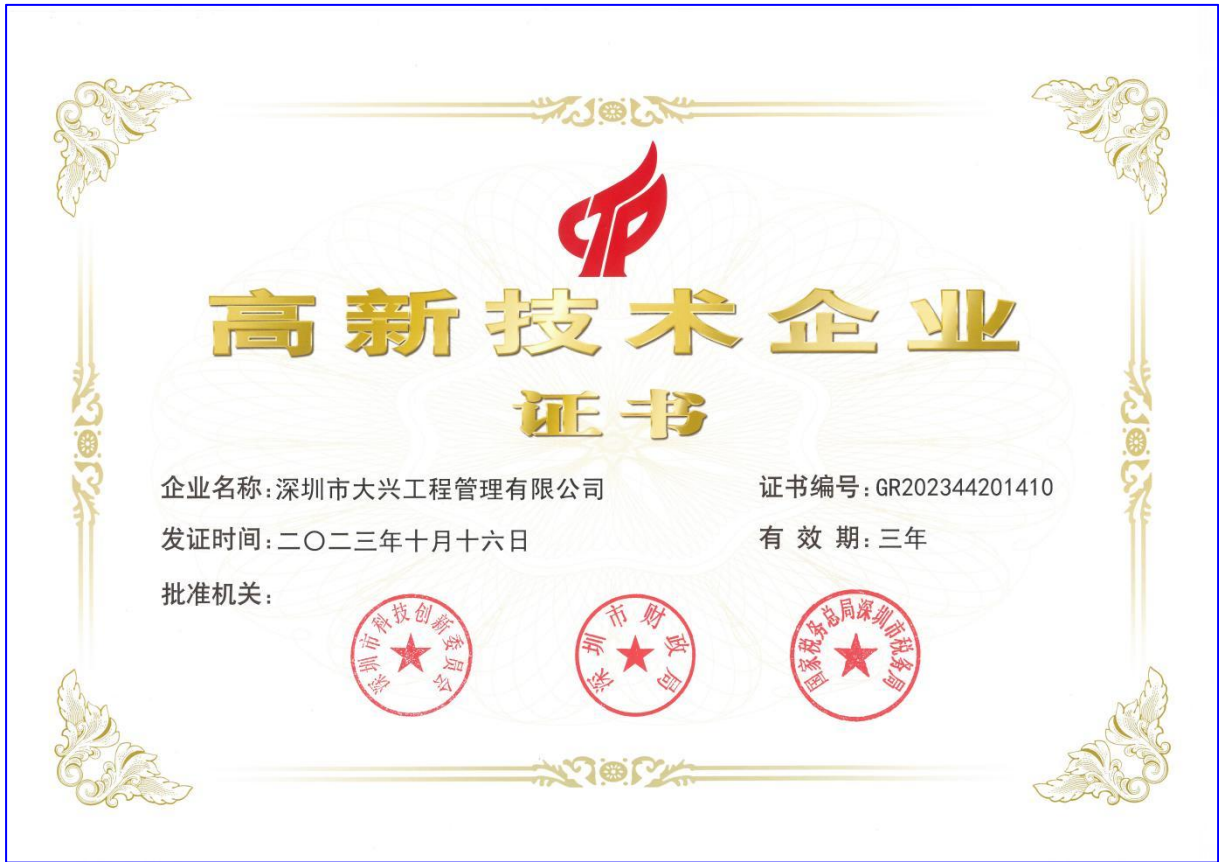 高新技术企业
证书
企业名称:深圳市大兴工程管理有限公司
证书编号:GR202344201410
发证时间:二〇二三年十月十六日
有效期:三年
批准机关:
深圳市科技创新委员会
深圳市财政局
国家税务总局深圳市税务局